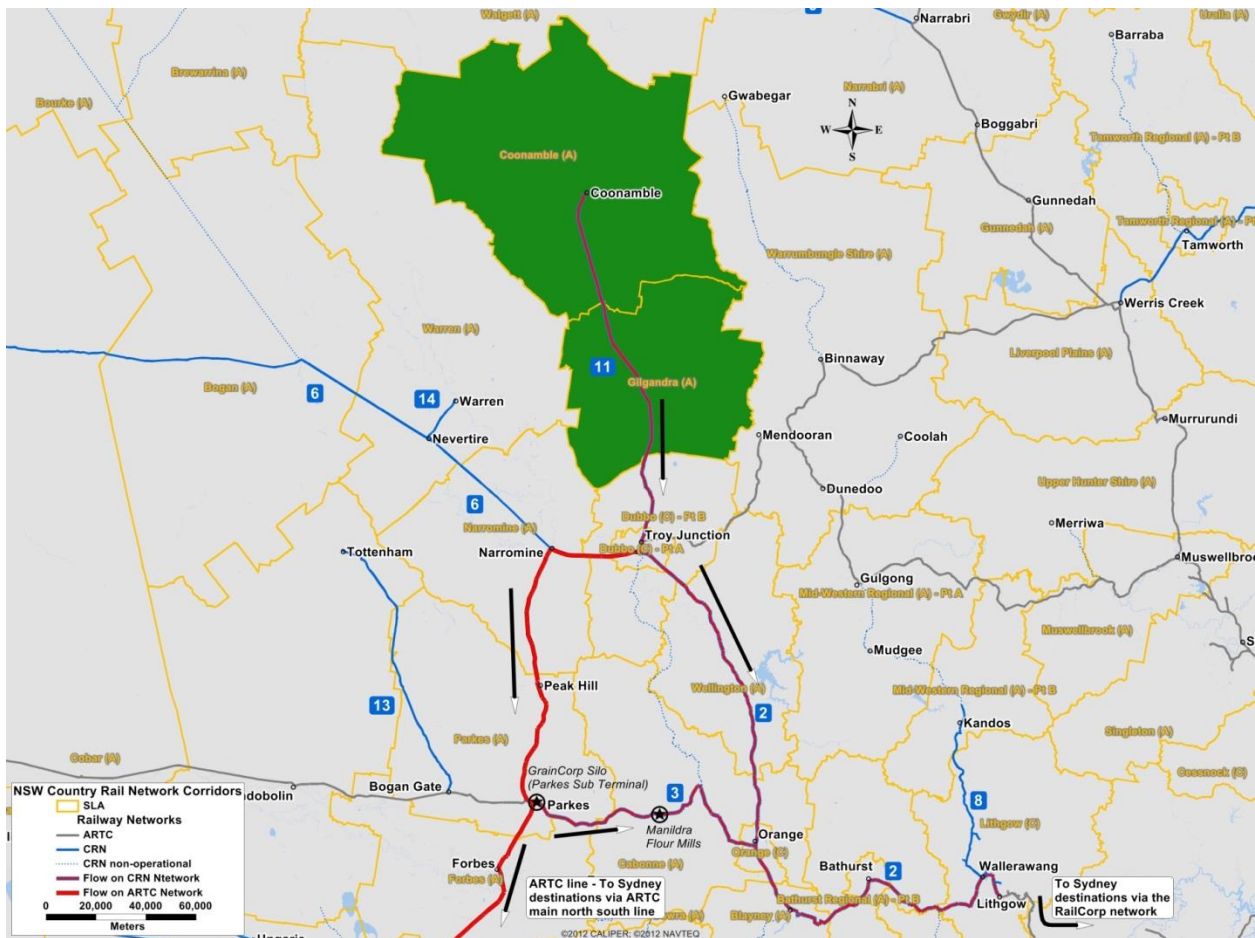 Walgett (A)
Gwydir (A)
Uralla (A)
Narrabri
Barraba
Brewarrina (A)
Narrabri (A)
Bourke (A)
Gwabegar
N
W E
S
Boggabri
Tamworth Regional (A) - Pt B
Coonamble (A)
Coonamble
Gunnedah
Gunnedah (A)
Tamworth Regional (A) - Pt
Tamworth
Warrumbungle Shire (A)
Werris Creek
Warren (A)
Liverpool Plains (A)
Binnaway
11
Gilgandra (A)
Bogan (A)
6
14
Warren
Nevertire
Murrurundi
Mendooran
Coolah
Upper Hunter Shire (A)
Dunedoo
6
Narromine (A)
Dubbo (C) - Pt B
Troy Junction
Merriwa
Narromine
Dubbo (C) - Pt A
Tottenham
Muswellbro
Gulgong
Mid-Western Regional (A) - Pt A
Muswellbrook (A)
Mudgee
Peak Hill
Wellington (A)
Mid-Western Regional (A) - Pt B
13
2
Kandos
Singleton (A)
Parkes (A)
Cobar (A)
GrainCorp Silo
(Parkes Sub Terminal)
Cessnock (C)
Bogan Gate
Parkes
3
Manildra
Flour Mills
8
Lithgow (C)
Orange
Orange (C)
Forbes
Forbes (A)
Cabonne (A)
Bathurst
2
Wallerawang
Bathurst Regional (A) - Pt B
Lithgow
Blayney (A)
NSW Country Rail Network Corridors
SLA
Railway Networks
ARTC
CRN
CRN non-operational
Flow on CRN Ntetwork
Flow on ARTC Network
0 20,000 40,000 60,000
Meters
ARTC line - To Sydney
destinations via ARTC
main north south line
To Sydney
destinations via the
RailCorp network
©2012 CALIPER; ©2012 NAVTEQ